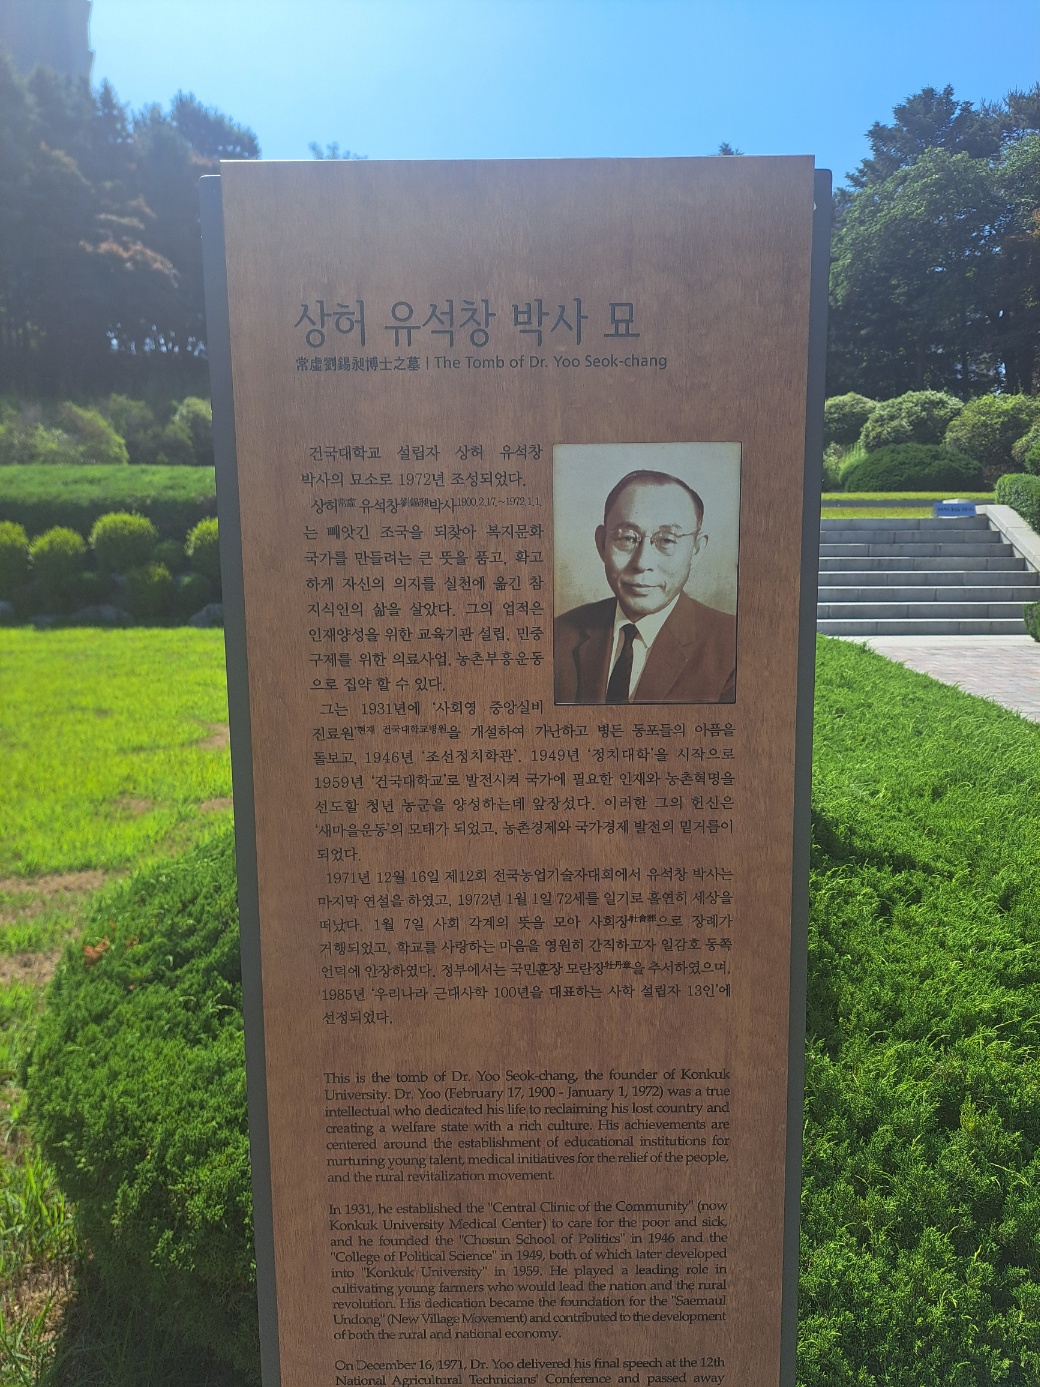 상허 유석창 박사 묘
常虛劉錫昶博士之墓 | The Tomb of Dr. Yoo Seok-chang
건국대학교 설립자 상허 유석창
박사의 묘소로 1972년 조성되었다.
상허常虛 유석창劉錫昶박사1900.2.17.~1972.1.1.
는 빼앗긴 조국을 되찾아 복지문화
국가를 만들려는 큰 뜻을 품고, 확고
하게 자신의 의지를 실천에 옮긴 참
지식인의 삶을 살았다. 그의 업적은
인재양성을 위한 교육기관 설립, 민중
구제를 위한 의료사업, 농촌부흥운동
으로 집약 할 수 있다.
그는 1931년에 '사회영 중앙실비
진료원'현재 건국대학교병원을 개설하여 가난하고 병든 동포들의 아픔을
돌보고, 1946년 '조선정치학관', 1949년 '정치대학'을 시작으로
1959년 '건국대학교'로 발전시켜 국가에 필요한 인재와 농촌혁명을
선도할 청년 농군을 양성하는데 앞장섰다. 이러한 그의 헌신은
'새마을운동'의 모태가 되었고, 농촌경제와 국가경제 발전의 밑거름이
되었다.
1971년 12월 16일 제12회 전국농업기술자대회에서 유석창 박사는
마지막 연설을 하였고, 1972년 1월 1일 72세를 일기로 홀연히 세상을
떠났다. 1월 7일 사회 각계의 뜻을 모아 사회장社會葬으로 장례가
거행되었고, 학교를 사랑하는 마음을 영원히 간직하고자 일감호 동쪽
언덕에 안장하였다. 정부에서는 국민훈장 모란장牡丹章을 추서하였으며,
1985년 '우리나라 근대사학 100년을 대표하는 사학 설립자 13인'에
선정되었다.
This is the tomb of Dr. Yoo Seok-chang, the founder of Konkuk
University. Dr. Yoo (February 17, 1900 - January 1, 1972) was a true
intellectual who dedicated his life to reclaiming his lost country and
creating a welfare state with a rich culture. His achievements are
centered around the establishment of educational institutions for
nurturing young talent, medical initiatives for the relief of the people,
and the rural revitalization movement.
In 1931, he established the "Central Clinic of the Community" (now
Konkuk University Medical Center) to care for the poor and sick,
and he founded the "Chosun School of Politics" in 1946 and the
"College of Political Science" in 1949, both of which later developed
into "Konkuk University" in 1959. He played a leading role in
cultivating young farmers who would lead the nation and the rural
revolution. His dedication became the foundation for the "Saemaul
Undong" (New Village Movement) and contributed to the development
of both the rural and national economy.
On December 16, 1971, Dr. Yoo delivered his final speech at the 12th
National Agricultural Technicians' Conference and passed away